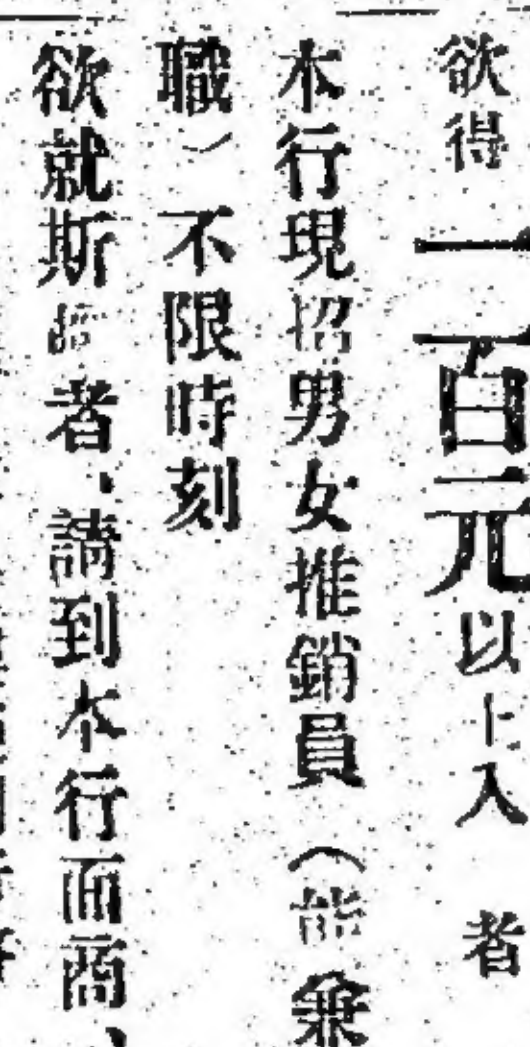 欲得一百元以上入 者
本行現招男女推銷員(能兼
職)不限時刻
欲就斯 者、請到本行面商、